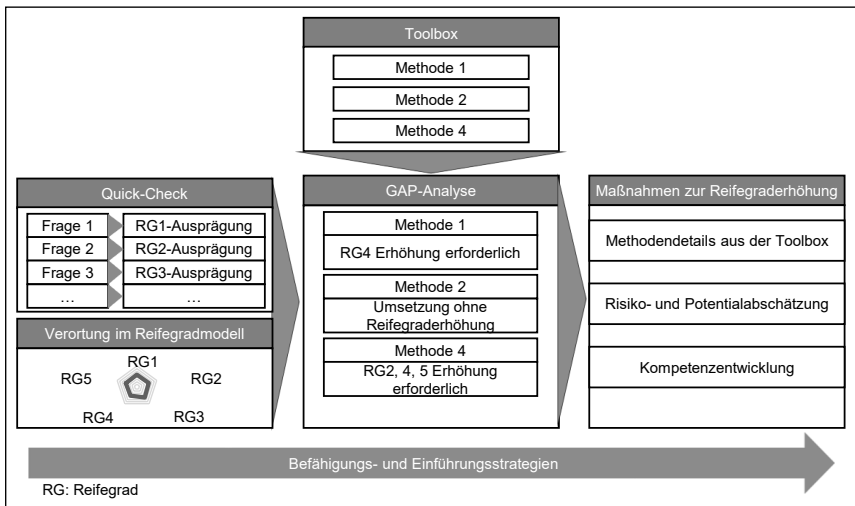 Toolbox
Methode 1
Methode 2
Methode 4
Quick-Check
Frage 1
RG1-Ausprägung
Frage 2
RG2-Ausprägung
Frage 3
RG3-Ausprägung
…
…
Verortung im Reifegradmodell
RG1
RG5
RG2
RG4
RG3
GAP-Analyse
Methode 1
RG4 Erhöhung erforderlich
Methode 2
Umsetzung ohne
Reifegraderhöhung
Methode 4
RG2, 4, 5 Erhöhung
erforderlich
Maßnahmen zur Reifegraderhöhung
Methodendetails aus der Toolbox
Risiko- und Potentialabschätzung
Kompetenzentwicklung
Befähigungs- und Einführungsstrategien
RG: Reifegrad